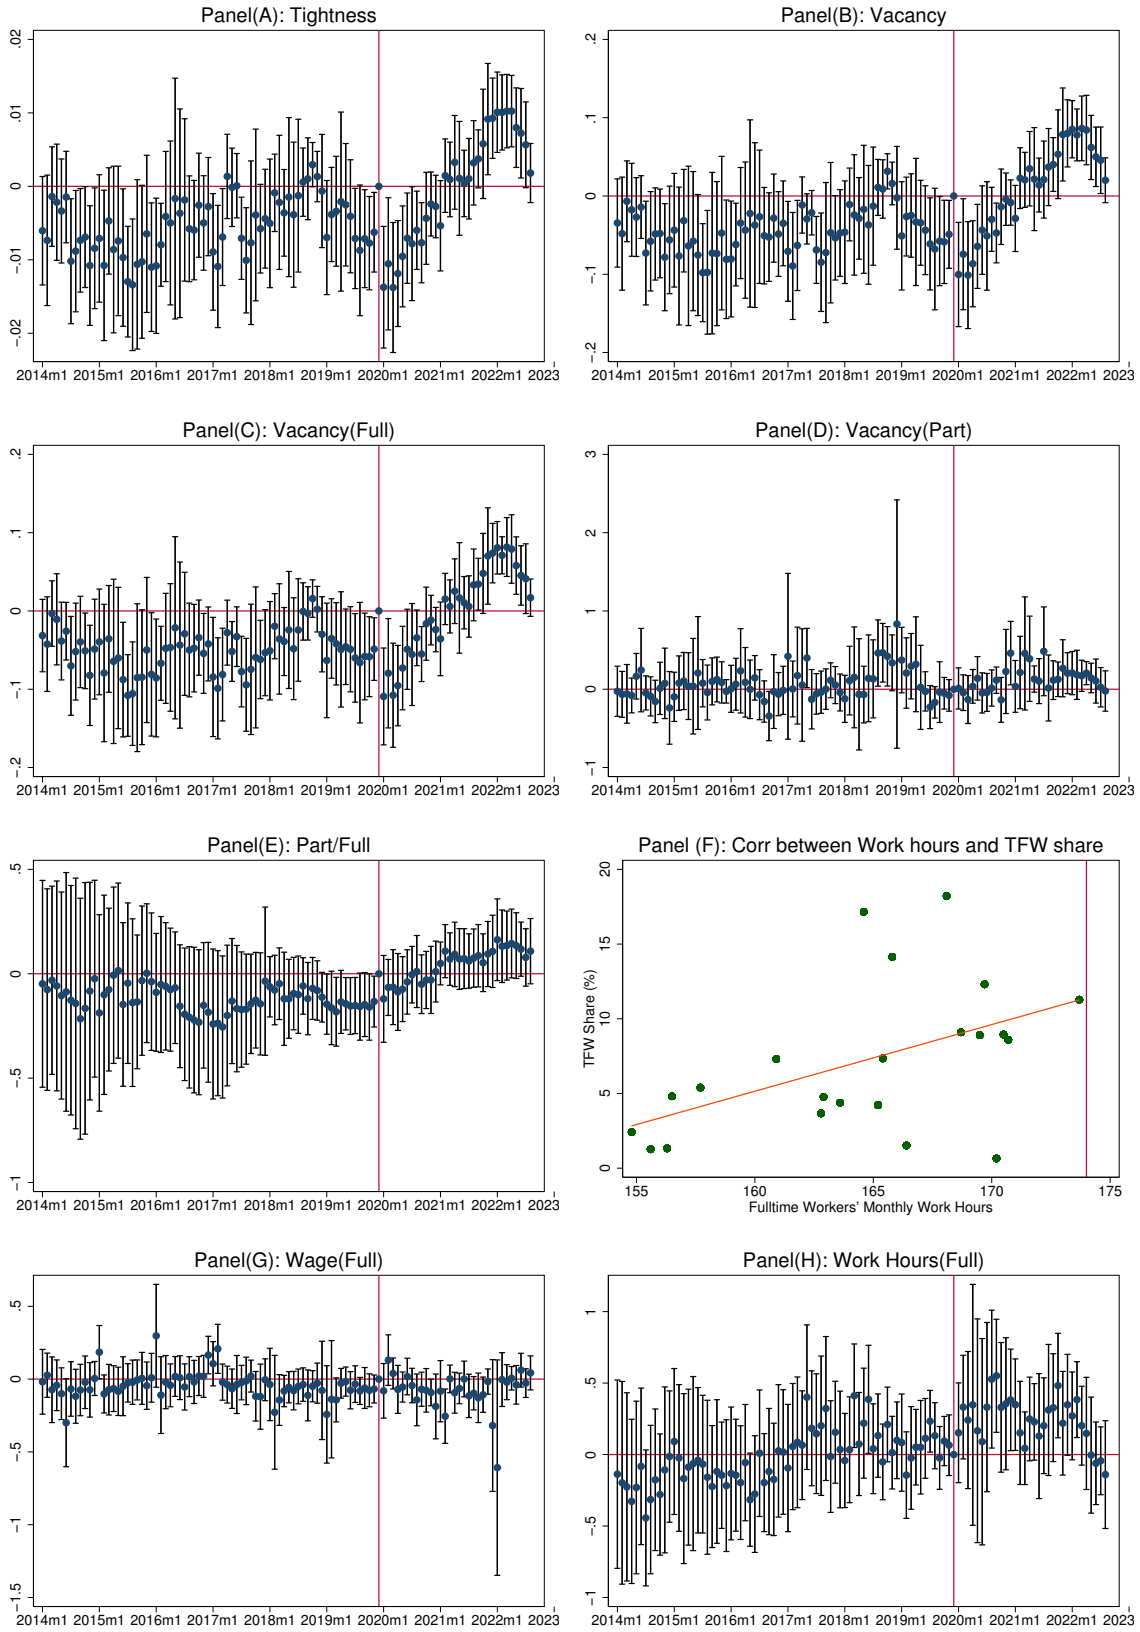 Panel(A): Tightness
.02
.01
0
-.01
-.02
2014m1 2015m1 2016m1 2017m1 2018m1 2019m1 2020m1 2021m1 2022m1 2023
Panel(B): Vacancy
.2
.1
0
-.1
-.2
2014m1 2015m1 2016m1 2017m1 2018m1 2019m1 2020m1 2021m1 2022m1 2023
Panel(C): Vacancy(Full)
.2
.1
0
-.1
-.2
2014m1 2015m1 2016m1 2017m1 2018m1 2019m1 2020m1 2021m1 2022m1 2023
Panel(D): Vacancy(Part)
3
2
1
0
-1
2014m1 2015m1 2016m1 2017m1 2018m1 2019m1 2020m1 2021m1 2022m1 2023
Panel(E): Part/Full
.5
0
-.5
-1
2014m1 2015m1 2016m1 2017m1 2018m1 2019m1 2020m1 2021m1 2022m1 2023
Panel (F): Corr between Work hours and TFW share
TFW Share (%)
20
15
10
5
0
155 160 165 170 175
Fulltime Workers' Monthly Work Hours
Panel(G): Wage(Full)
.5
0
-.5
-1
-1.5
2014m1 2015m1 2016m1 2017m1 2018m1 2019m1 2020m1 2021m1 2022m1 2023
Panel(H): Work Hours(Full)
1
.5
0
-.5
-1
2014m1 2015m1 2016m1 2017m1 2018m1 2019m1 2020m1 2021m1 2022m1 2023